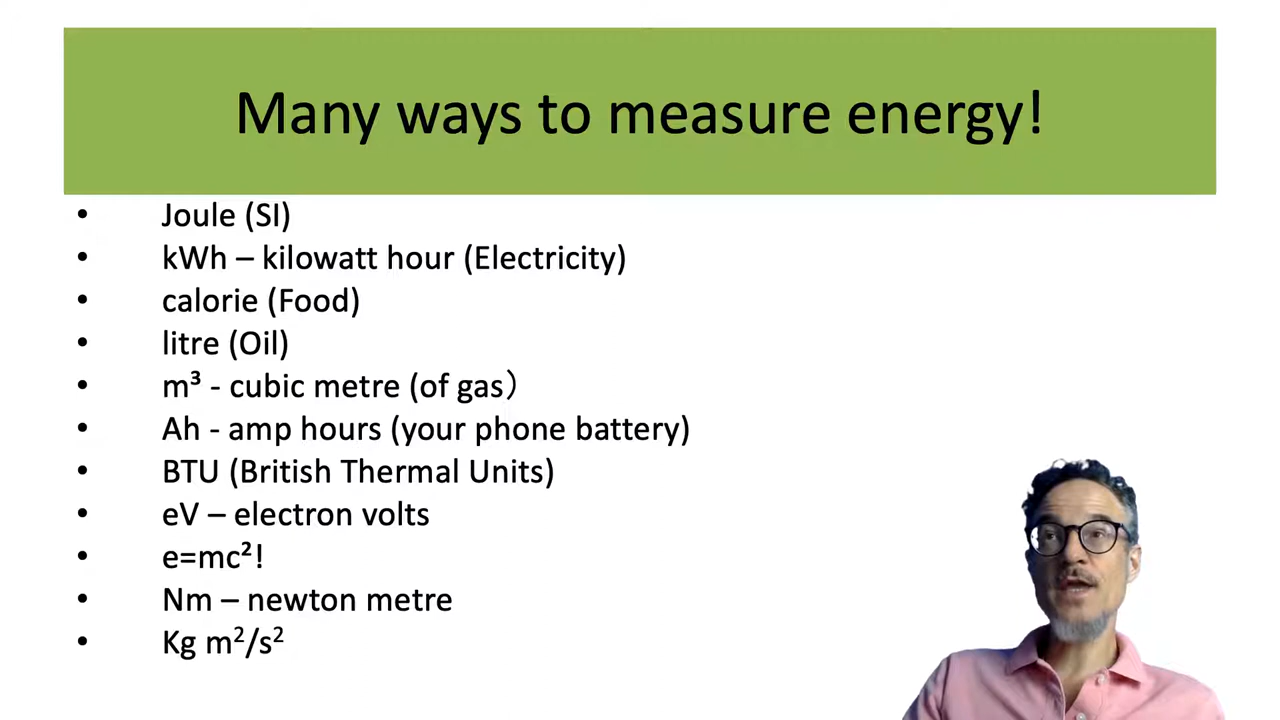 Many ways to measure energy!
• Joule (SI)
• kWh – kilowatt hour (Electricity)
• calorie (Food)
• litre (Oil)
• m³ - cubic metre (of gas）
• Ah - amp hours (your phone battery)
• BTU (British Thermal Units)
• eV – electron volts
• e=mc²!
• Nm – newton metre
• Kg m²/s²